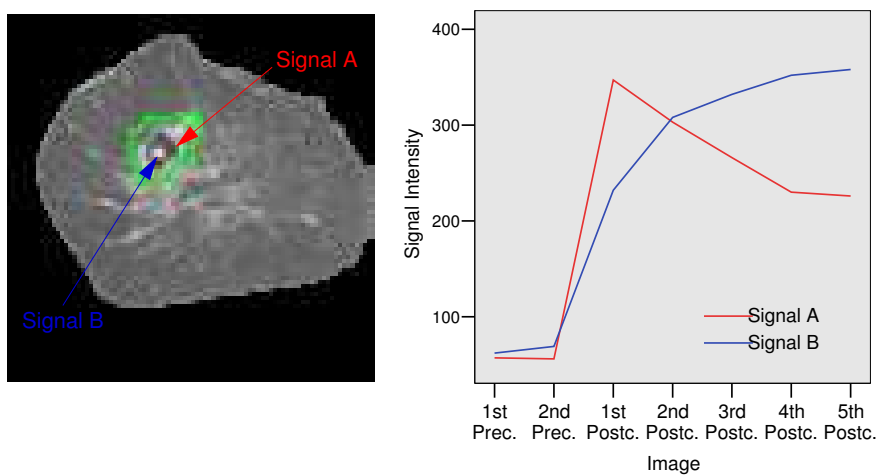 Signal A
Signal B
Signal Intensity
400
300
200
100
Signal A
Signal B
1st 2nd 1st 2nd 3rd 4th 5th
Prec. Prec. Postc. Postc. Postc. Postc. Postc.
Image